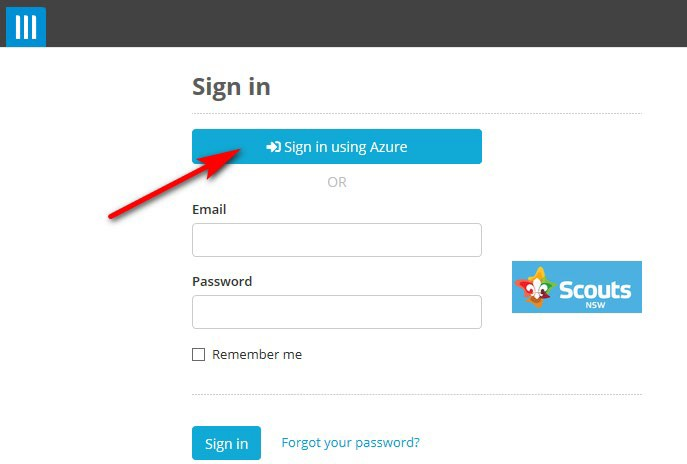 Sign in
Sign in using Azure
OR
Email
Password
Scouts
NSW
Remember me
Sign in
Forgot your password?